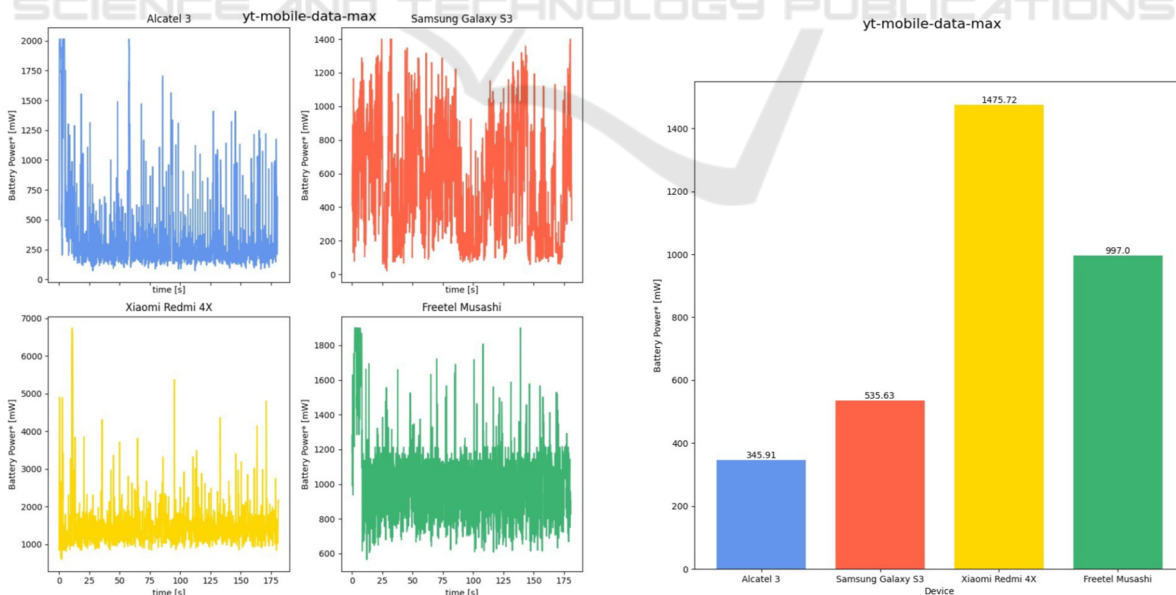 SCIENCE AND TECHNOLOGY PUBLICATIONS
yt-mobile-data-max
Alcatel 3
Battery Power* [mW]
2000
1750
1500
1250
1000
750
500
250
0
time [s]
Samsung Galaxy S3
Battery Power* [mW]
1400
1200
1000
800
600
400
200
0
time [s]
Xiaomi Redmi 4X
Battery Power* [mW]
7000
6000
5000
4000
3000
2000
1000
0 25 50 75 100 125 150 175
time [s]
Freetel Musashi
Battery Power* [mW]
1800
1600
1400
1200
1000
800
600
0 25 50 75 100 125 150 175
time [s]
yt-mobile-data-max
Battery Power* [mW]
1400
1200
1000
800
600
400
200
0
345.91
535.63
1475.72
997.0
Alcatel 3 Samsung Galaxy S3 Xiaomi Redmi 4X Freetel Musashi
Device